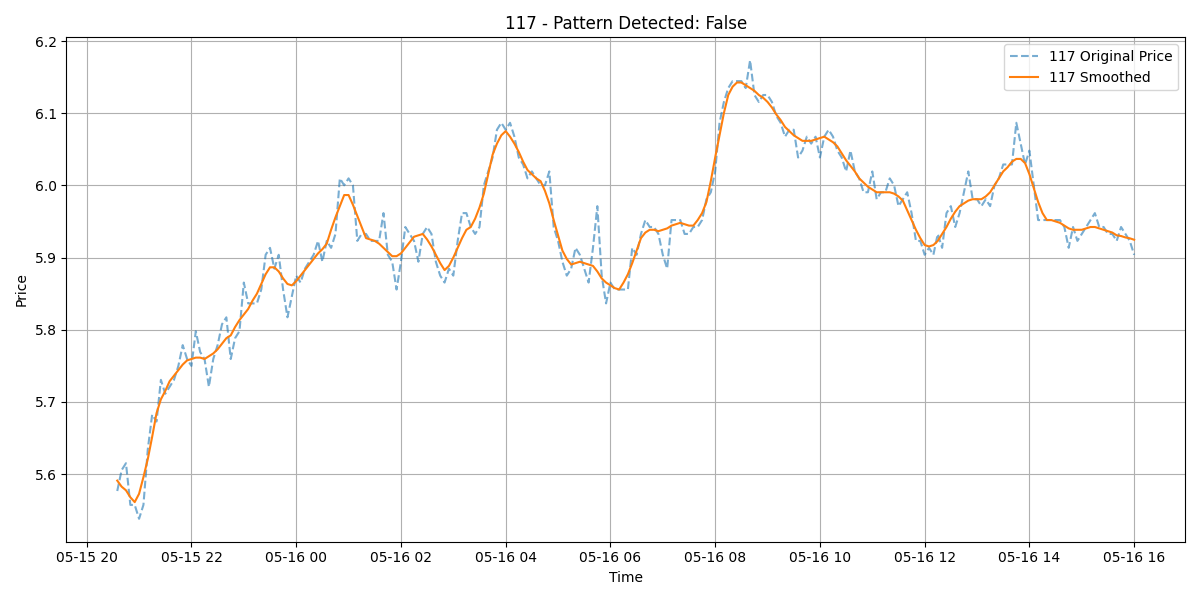 117 - Pattern Detected: False
117 Original Price
117 Smoothed
Price
6.2
6.1
6.0
5.9
5.8
5.7
5.6
05-15 20 05-15 22 05-16 00 05-16 02 05-16 04 05-16 06 05-16 08 05-16 10 05-16 12 05-16 14 05-16 16
Time